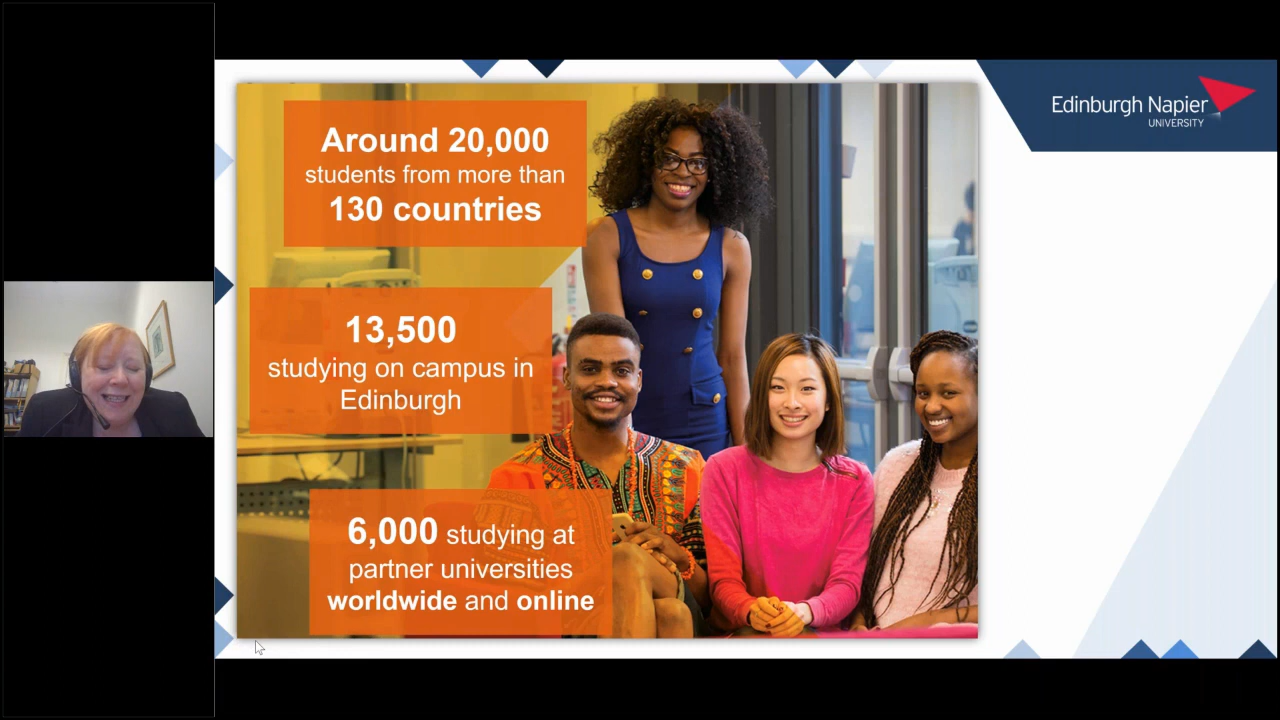 Around 20,000
students from more than
130 countries
13,500
studying on campus in
Edinburgh
6,000 studying at
partner universities
worldwide and online
Edinburgh Napier
UNIVERSITY